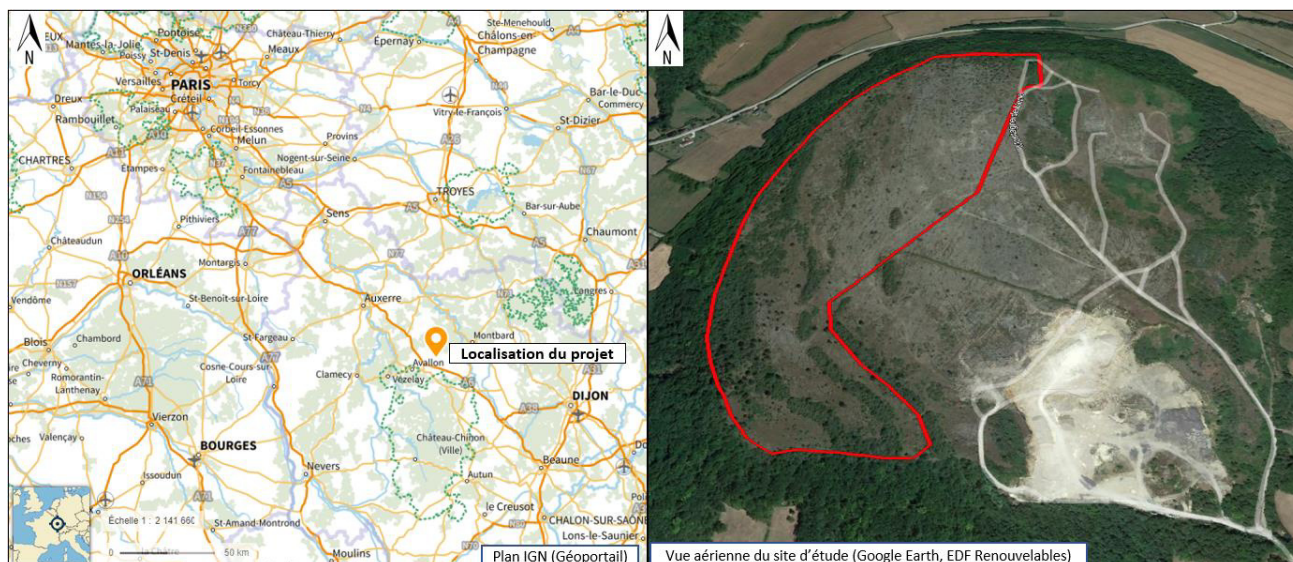 N
Pontoise
Château-Thierry
Ste-Menehould
Mantes-la-Jolie
St-Denis
Meaux
Épernay
Châlons-en-
Champagne
Poissy
Versailles
PARIS
Torcy
Bar-le-Duc
Commercy
Dreux
Créteil
Palaiseau
Vitry-le-François
Rambouillet
Corbeil-Essonnes
Melun
Provins
St-Dizier
CHARTRES
Étampes
Nogent-sur-Seine
Fontainebleau
TROYES
Pithiviers
Sens
Bar-sur-Aube
Chaumont
Châteaudun
Montargis
ORLÉANS
Vendôme
St-Benoît-sur-Loire
Auxerre
Langres
Blois
Chambord
St-Fargeau
Montbard
Localisation du projet
Cheverny
Romorantin-
Lanthenay
Cosne-Cours-sur-
Loire
Clamecy
Avallon
Vézelay
Vierzon
DIJON
Valençay
BOURGES
Château-Chinon
(Ville)
Beaune
Issoudun
Nevers
Autun
le Creusot
CHALON-SUR-SAÔNE
St-Amand-Montrond
Lons-le-Saunier
Échelle 1 : 2 141 660
0
50 km
la Châtre
Moulins
Plan IGN (Géoportail)
N
Vue aérienne du site d'étude (Google Earth, EDF Renouvelables)